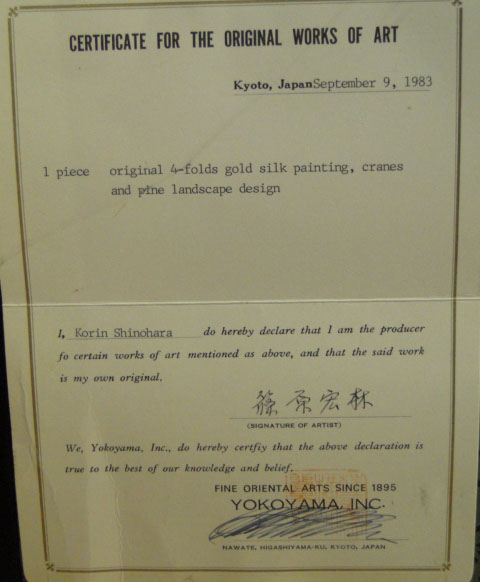 CERTIFICATE FOR THE ORIGINAL WORKS OF ART
Kyoto, Japan September 9, 1983
1 piece original 4-folds gold silk painting, cranes
and pine landscape design
I, Korin Shinohara do hereby declare that I am the producer
fo certain works of art mentioned as above, and that the said work
is my own original.
篠原宏林
(SIGNATURE OF ARTIST)
We, Yokoyama, Inc., do hereby certfiy that the above declaration is
true to the best of our knowledge and belief.
FINE ORIENTAL ARTS SINCE 1895
YOKOYAMA, INC.
NAWATE, HIGASHIYAMA-KU, KYOTO, JAPAN